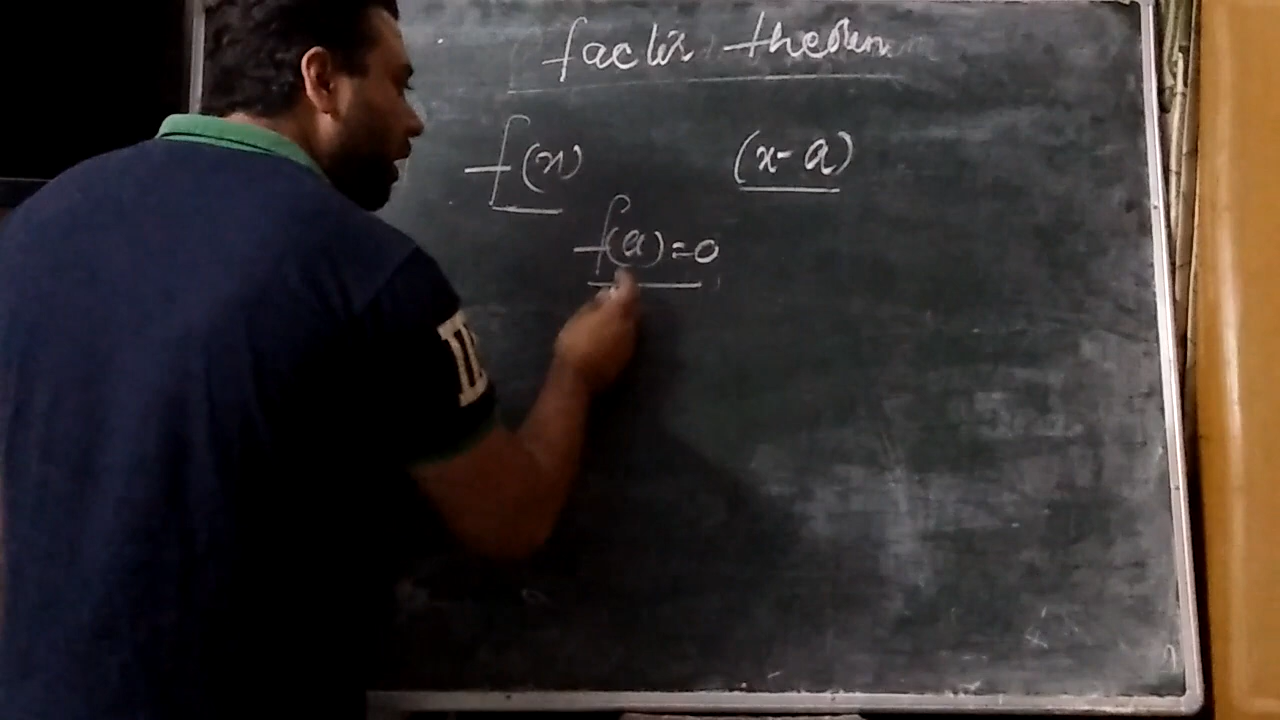 factor theorem
f(x) (x-a)
f(a)=0